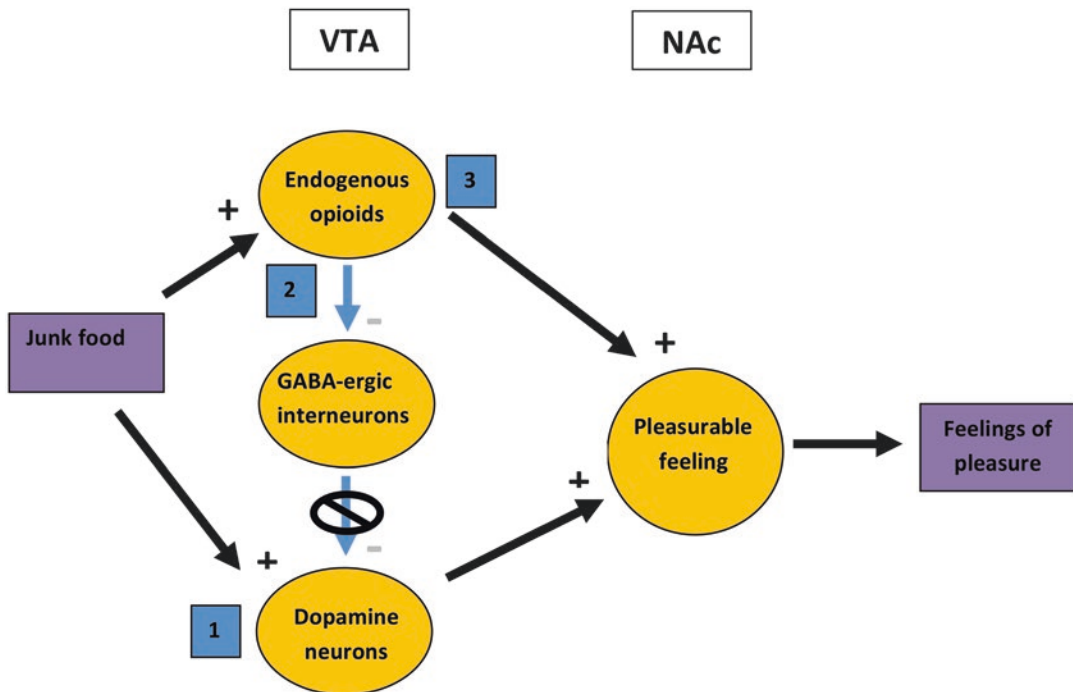 VTA
NAc
Endogenous
opioids
3
+
2
-
Junk food
GABA-ergic
interneurons
+
Pleasurable
feeling
Feelings of
pleasure
+
-
+
1
Dopamine
neurons